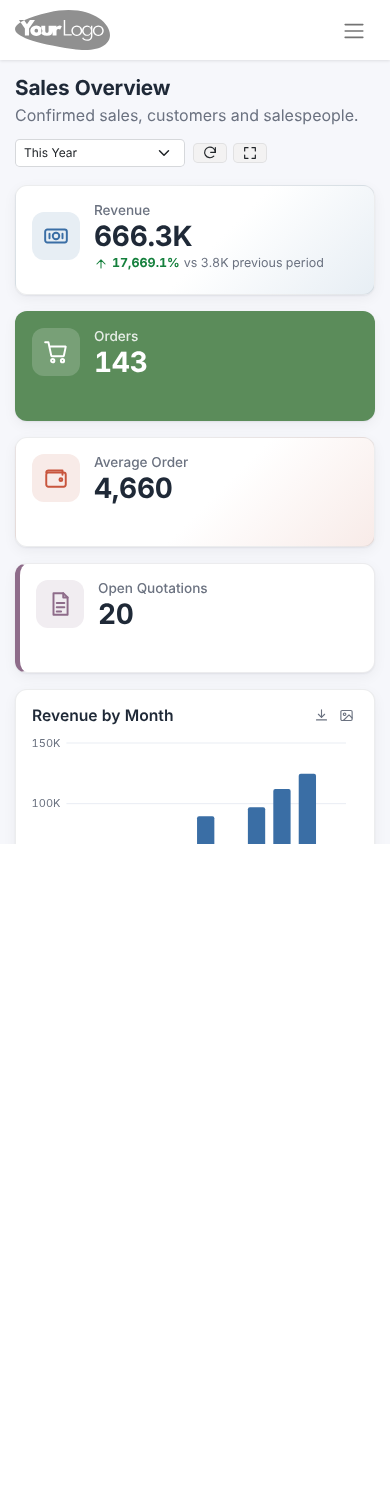 YourLogo
Sales Overview
Confirmed sales, customers and salespeople.
This Year
Revenue
666.3K
↑ 17,669.1% vs 3.8K previous period
Orders
143
Average Order
4,660
Open Quotations
20
Revenue by Month
150K
100K